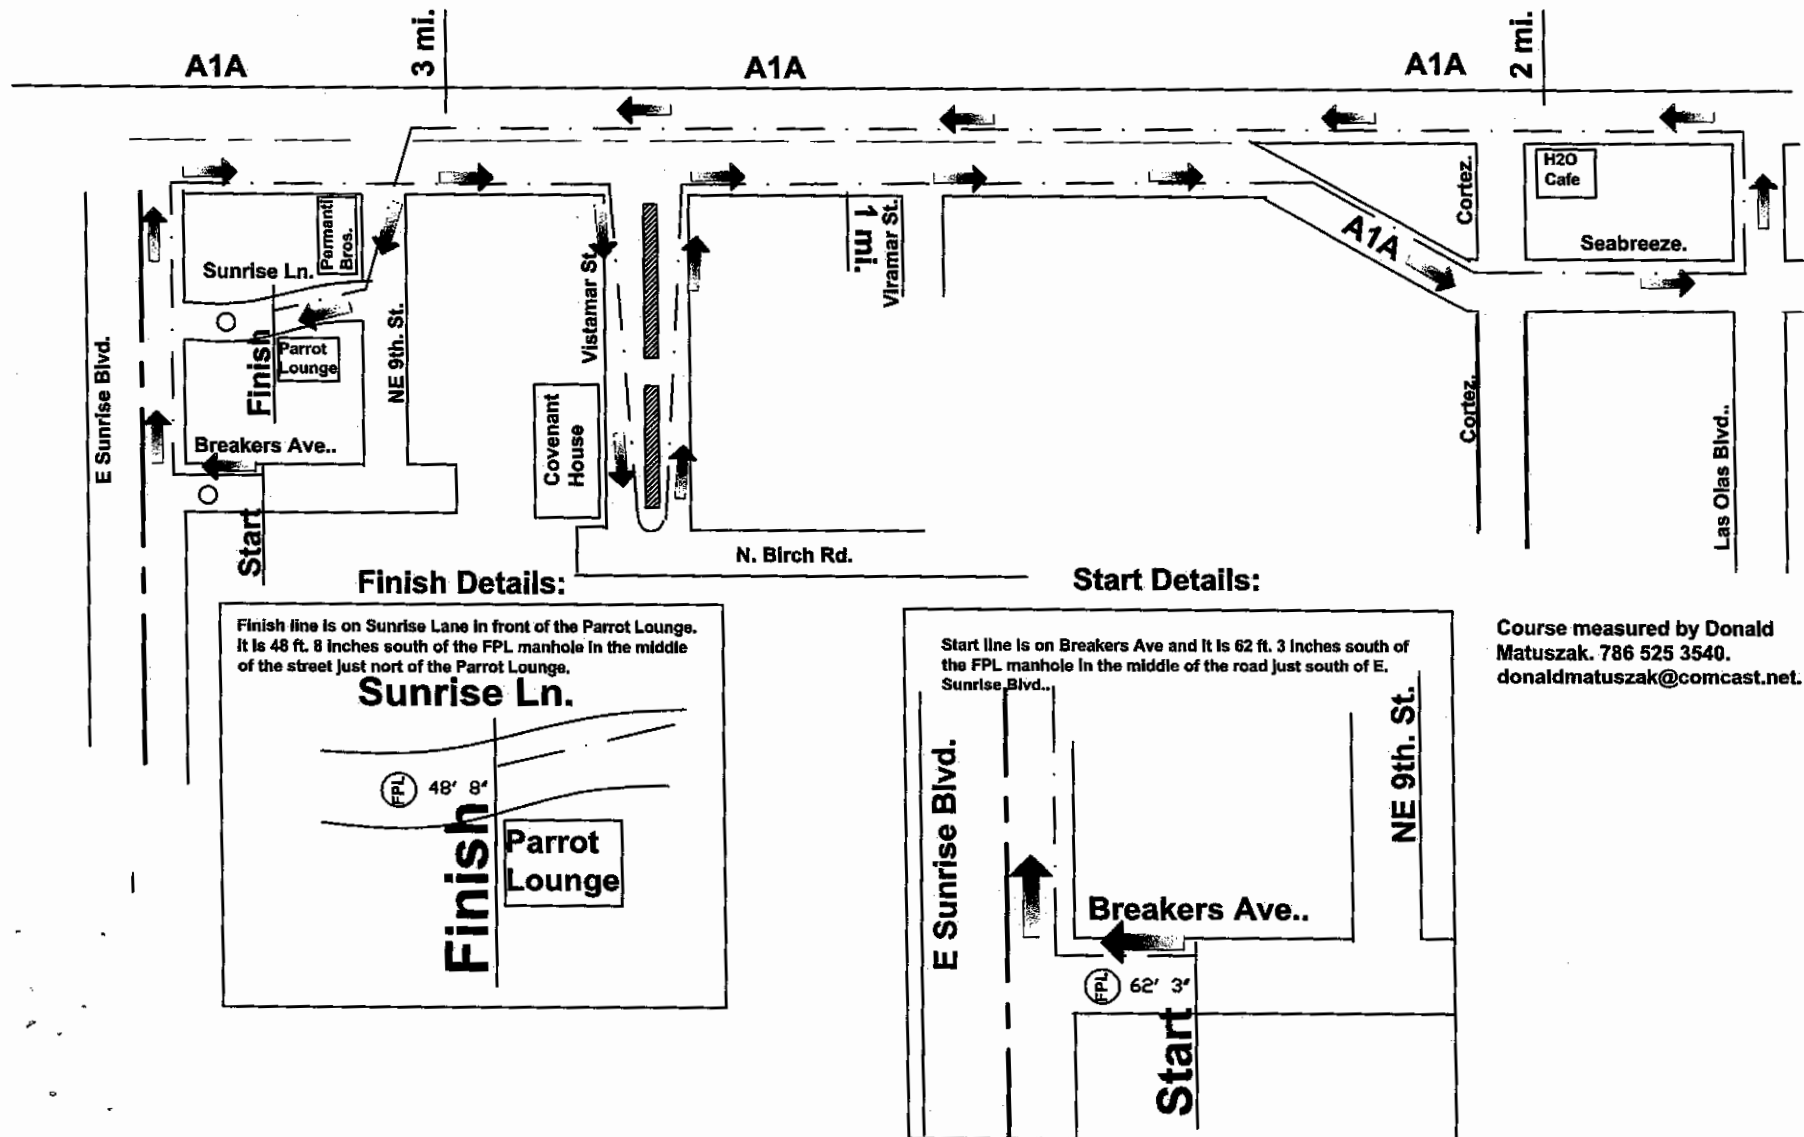 A1A
3 mi.
A1A
A1A
2 mi.
H2O
Cafe
Cortez.
Seabreeze.
A1A
Permanti
Bros.
Sunrise Ln.
1 mi.
Viramar St.
Vistamar St.
E Sunrise Blvd.
Finish
Parrot
Lounge
NE 9th. St.
Breakers Ave..
Covenant
House
Cortez.
Las Olas Blvd..
Start
N. Birch Rd.
Finish Details:
Finish line is on Sunrise Lane in front of the Parrot Lounge.
It is 48 ft. 8 inches south of the FPL manhole in the middle
of the street just nort of the Parrot Lounge.
Sunrise Ln.
FPL
48' 8"
Finish
Parrot
Lounge
Start Details:
Start line is on Breakers Ave and it is 62 ft. 3 inches south of
the FPL manhole in the middle of the road just south of E.
Sunrise Blvd..
E Sunrise Blvd.
NE 9th. St.
Breakers Ave..
FPL
62' 3"
Start
Course measured by Donald
Matuszak. 786 525 3540.
donaldmatuszak@comcast.net.